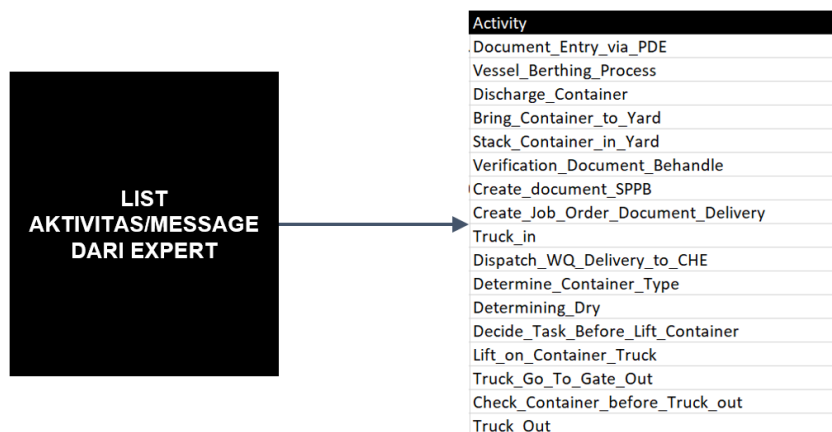 LIST
AKTIVITAS/MESSAGE
DARI EXPERT
Activity
Document_Entry_via_PDE
Vessel_Berthing_Process
Discharge_Container
Bring_Container_to_Yard
Stack_Container_in_Yard
Verification_Document_Behandle
Create_document_SPPB
Create_Job_Order_Document_Delivery
Truck_in
Dispatch_WQ_Delivery_to_CHE
Determine_Container_Type
Determining_Dry
Decide_Task_Before_Lift_Container
Lift_on_Container_Truck
Truck_Go_To_Gate_Out
Check_Container_before_Truck_out
Truck_Out